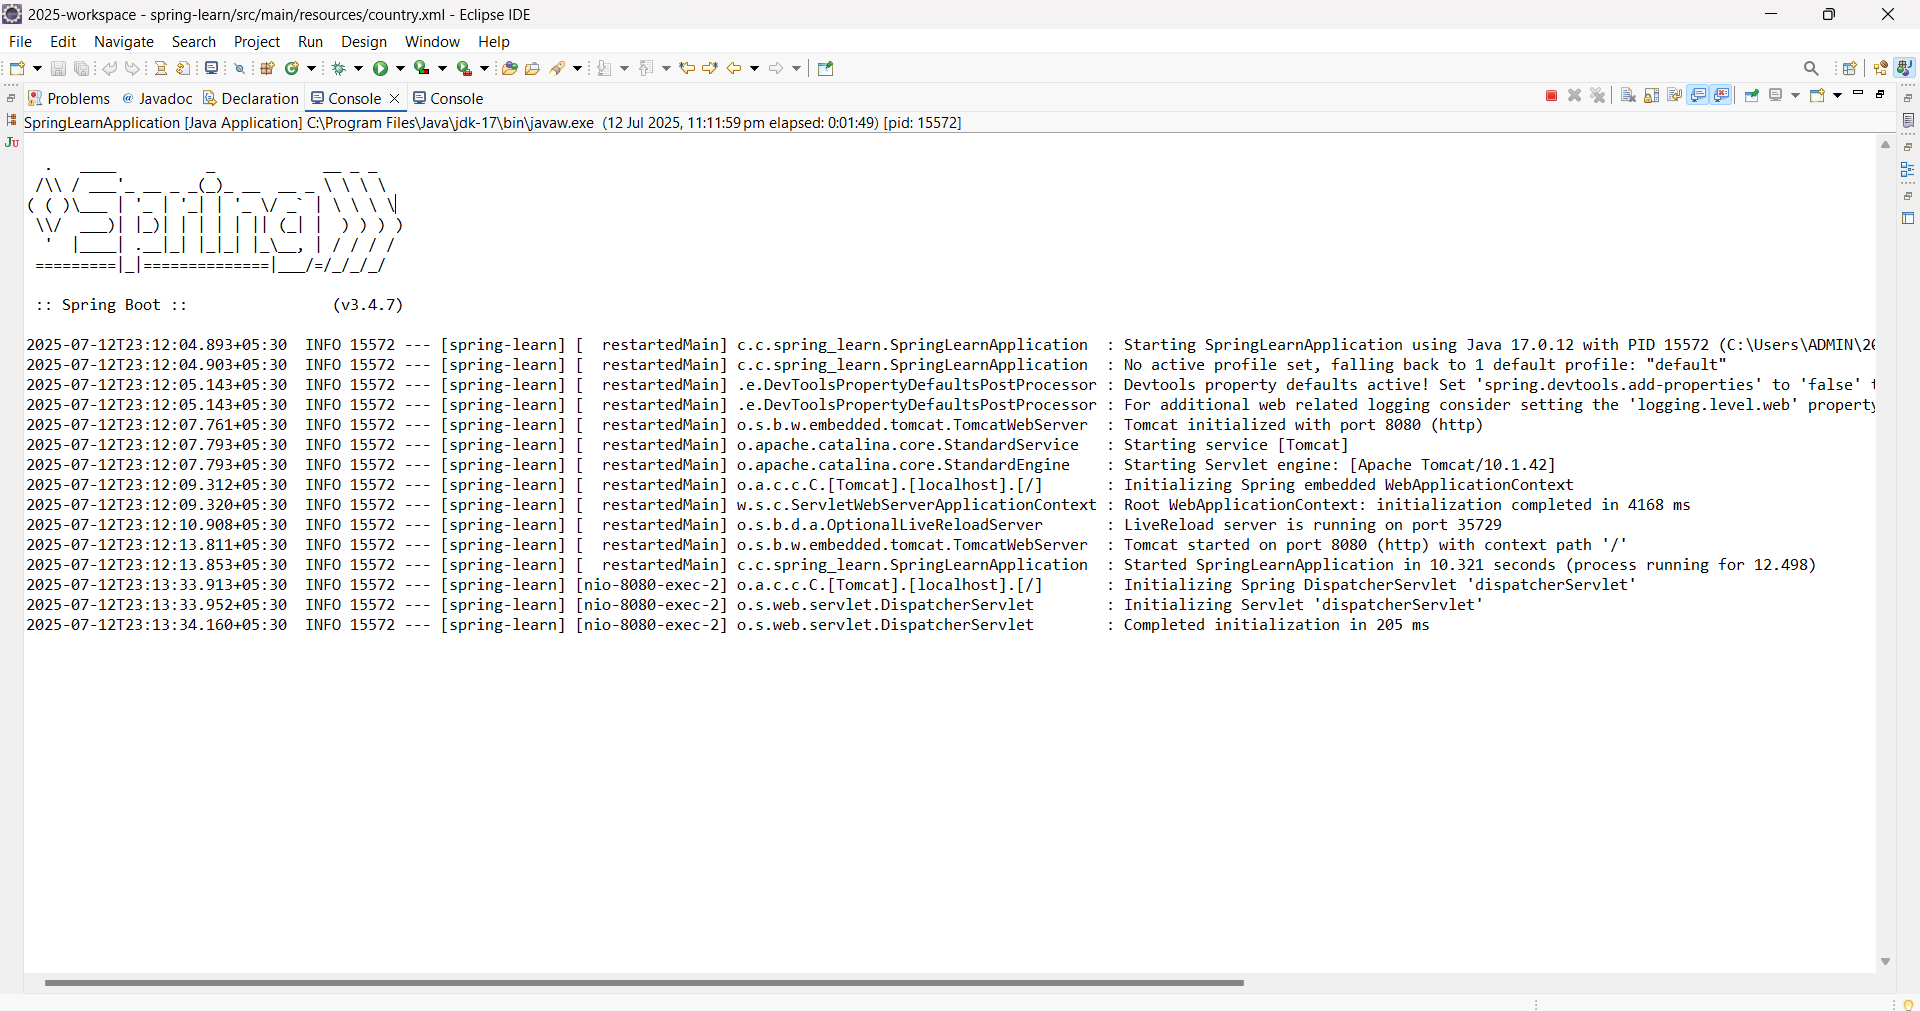 2025-workspace - spring-learn/src/main/resources/country.xml - Eclipse IDE
File Edit Navigate Search Project Run Design Window Help
Problems @ Javadoc Declaration Console Console
SpringLearnApplication [Java Application] C:\Program Files\Java\jdk-17\bin\javaw.exe (12 Jul 2025, 11:11:59 pm elapsed: 0:01:49) [pid: 15572]
  .   ____          _            __ _ _
 /\\ / ___'_ __ _ _(_)_ __  __ _ \ \ \ \
( ( )\___ | '_ | '_| | '_ \/ _` | \ \ \ \
 \\/  ___)| |_)| | | | | || (_| |  ) ) ) )
  '  |____| .__|_| |_|_| |_\__, | / / / /
 =========|_|==============|___/=/_/_/_/
:: Spring Boot :: (v3.4.7)
2025-07-12T23:12:04.893+05:30 INFO 15572 --- [spring-learn] [ restartedMain] c.c.spring_learn.SpringLearnApplication : Starting SpringLearnApplication using Java 17.0.12 with PID 15572 (C:\Users\ADMIN\20
2025-07-12T23:12:04.903+05:30 INFO 15572 --- [spring-learn] [ restartedMain] c.c.spring_learn.SpringLearnApplication : No active profile set, falling back to 1 default profile: "default"
2025-07-12T23:12:05.143+05:30 INFO 15572 --- [spring-learn] [ restartedMain] .e.DevToolsPropertyDefaultsPostProcessor : Devtools property defaults active! Set 'spring.devtools.add-properties' to 'false' t
2025-07-12T23:12:05.143+05:30 INFO 15572 --- [spring-learn] [ restartedMain] .e.DevToolsPropertyDefaultsPostProcessor : For additional web related logging consider setting the 'logging.level.web' property
2025-07-12T23:12:07.761+05:30 INFO 15572 --- [spring-learn] [ restartedMain] o.s.b.w.embedded.tomcat.TomcatWebServer : Tomcat initialized with port 8080 (http)
2025-07-12T23:12:07.793+05:30 INFO 15572 --- [spring-learn] [ restartedMain] o.apache.catalina.core.StandardService : Starting service [Tomcat]
2025-07-12T23:12:07.793+05:30 INFO 15572 --- [spring-learn] [ restartedMain] o.apache.catalina.core.StandardEngine : Starting Servlet engine: [Apache Tomcat/10.1.42]
2025-07-12T23:12:09.312+05:30 INFO 15572 --- [spring-learn] [ restartedMain] o.a.c.c.C.[Tomcat].[localhost].[/] : Initializing Spring embedded WebApplicationContext
2025-07-12T23:12:09.320+05:30 INFO 15572 --- [spring-learn] [ restartedMain] w.s.c.ServletWebServerApplicationContext : Root WebApplicationContext: initialization completed in 4168 ms
2025-07-12T23:12:10.908+05:30 INFO 15572 --- [spring-learn] [ restartedMain] o.s.b.d.a.OptionalLiveReloadServer : LiveReload server is running on port 35729
2025-07-12T23:12:13.811+05:30 INFO 15572 --- [spring-learn] [ restartedMain] o.s.b.w.embedded.tomcat.TomcatWebServer : Tomcat started on port 8080 (http) with context path '/'
2025-07-12T23:12:13.853+05:30 INFO 15572 --- [spring-learn] [ restartedMain] c.c.spring_learn.SpringLearnApplication : Started SpringLearnApplication in 10.321 seconds (process running for 12.498)
2025-07-12T23:13:33.913+05:30 INFO 15572 --- [spring-learn] [nio-8080-exec-2] o.a.c.c.C.[Tomcat].[localhost].[/] : Initializing Spring DispatcherServlet 'dispatcherServlet'
2025-07-12T23:13:33.952+05:30 INFO 15572 --- [spring-learn] [nio-8080-exec-2] o.s.web.servlet.DispatcherServlet : Initializing Servlet 'dispatcherServlet'
2025-07-12T23:13:34.160+05:30 INFO 15572 --- [spring-learn] [nio-8080-exec-2] o.s.web.servlet.DispatcherServlet : Completed initialization in 205 ms